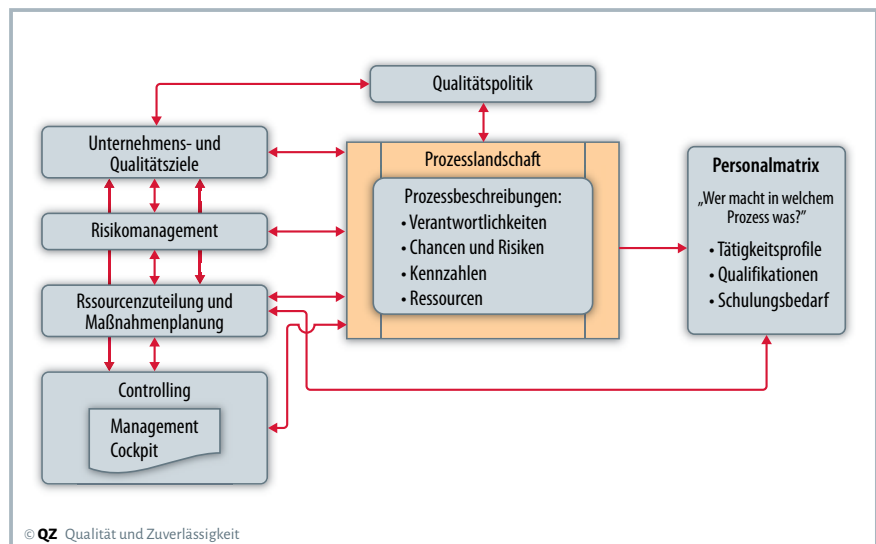 Qualitätspolitik
Unternehmens- und
Qualitätsziele
Risikomanagement
Rssourcenzuteilung und
Maßnahmenplanung
Controlling
Management
Cockpit
Prozesslandschaft
Prozessbeschreibungen:
• Verantwortlichkeiten
• Chancen und Risiken
• Kennzahlen
• Ressourcen
Personalmatrix
„Wer macht in welchem
Prozess was?"
• Tätigkeitsprofile
• Qualifikationen
• Schulungsbedarf
© QZ Qualität und Zuverlässigkeit